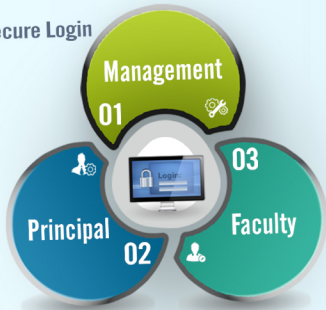 ecure Login
Management
01
Login
03
Principal
Faculty
02